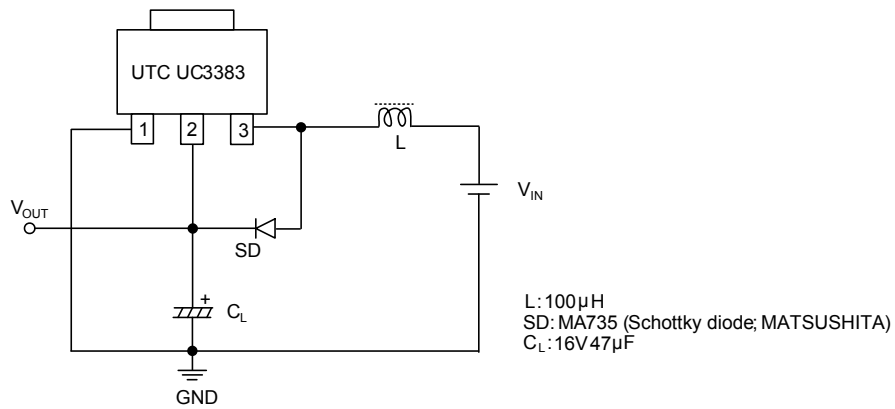 UTC UC3383
1 2 3
L
V_IN
V_OUT
SD
+
C_L
L:100μH
SD: MA735 (Schottky diode; MATSUSHITA)
C_L:16V 47μF
GND